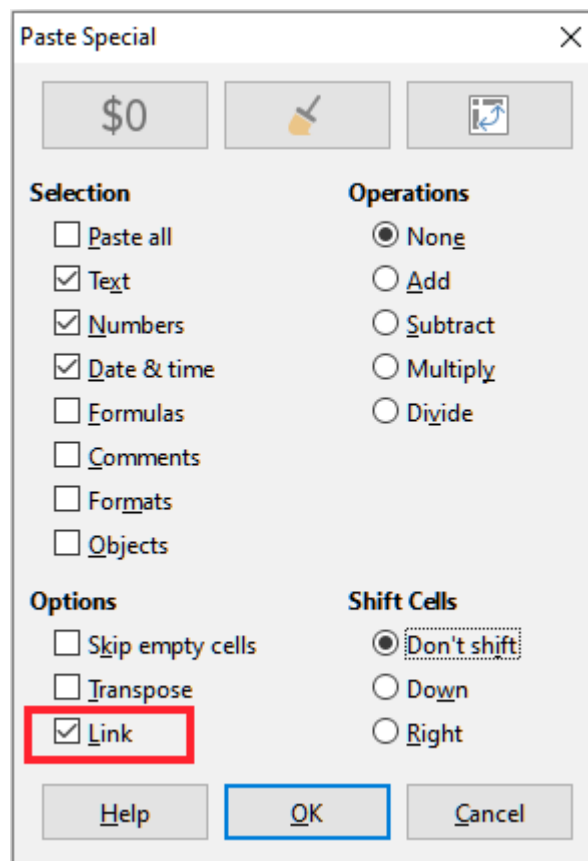 Paste Special
$0
Selection
Paste all
Text
Numbers
Date & time
Formulas
Comments
Formats
Objects
Operations
None
Add
Subtract
Multiply
Divide
Options
Skip empty cells
Transpose
Link
Shift Cells
Don't shift
Down
Right
Help
OK
Cancel